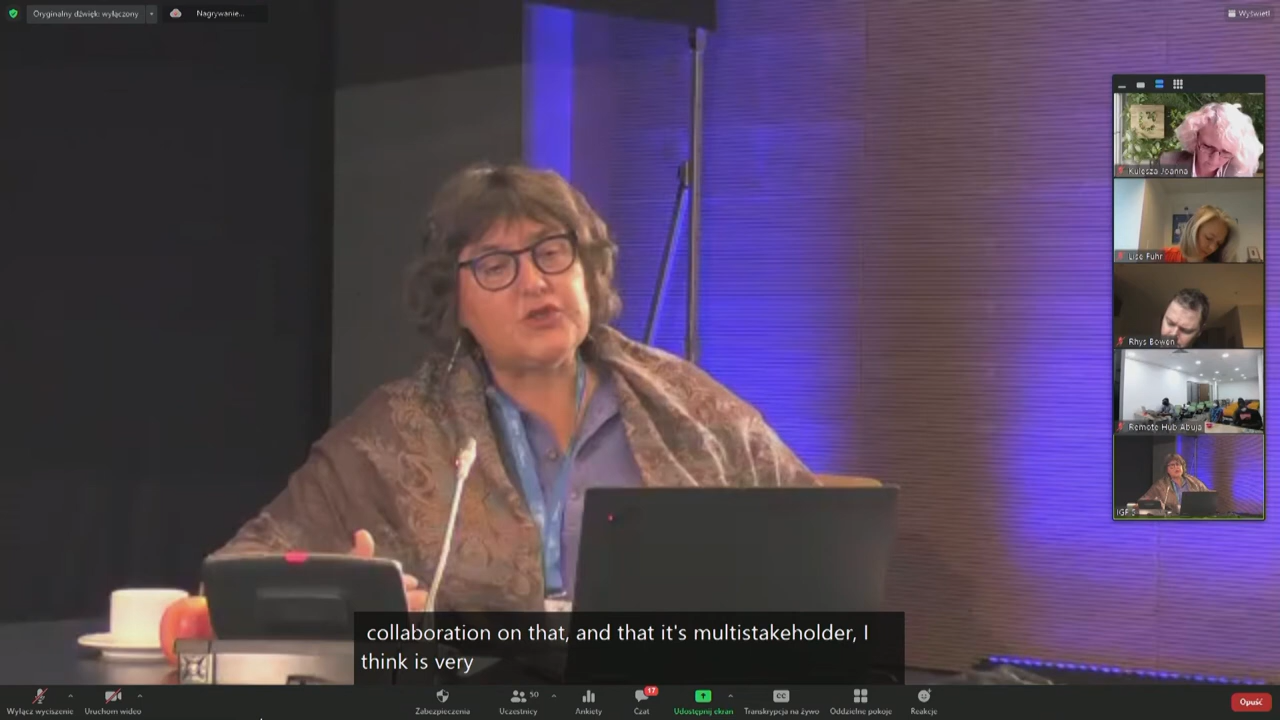 Oryginalny dźwięk: wyłączony
Nagrywanie...
Wyświetl
Kulesza Joanna
Lise Fuhr
Rhys Bowen
Remote Hub Abuja
collaboration on that, and that it's multistakeholder, I
think is very
Wyłącz wyciszenie
Uruchom wideo
Zabezpieczenia
50
Uczestnicy
Ankiety
17
Czat
Udostępnij ekran
CC
Transkrypcja na żywo
Oddzielne pokoje
Reakcje
Opuść